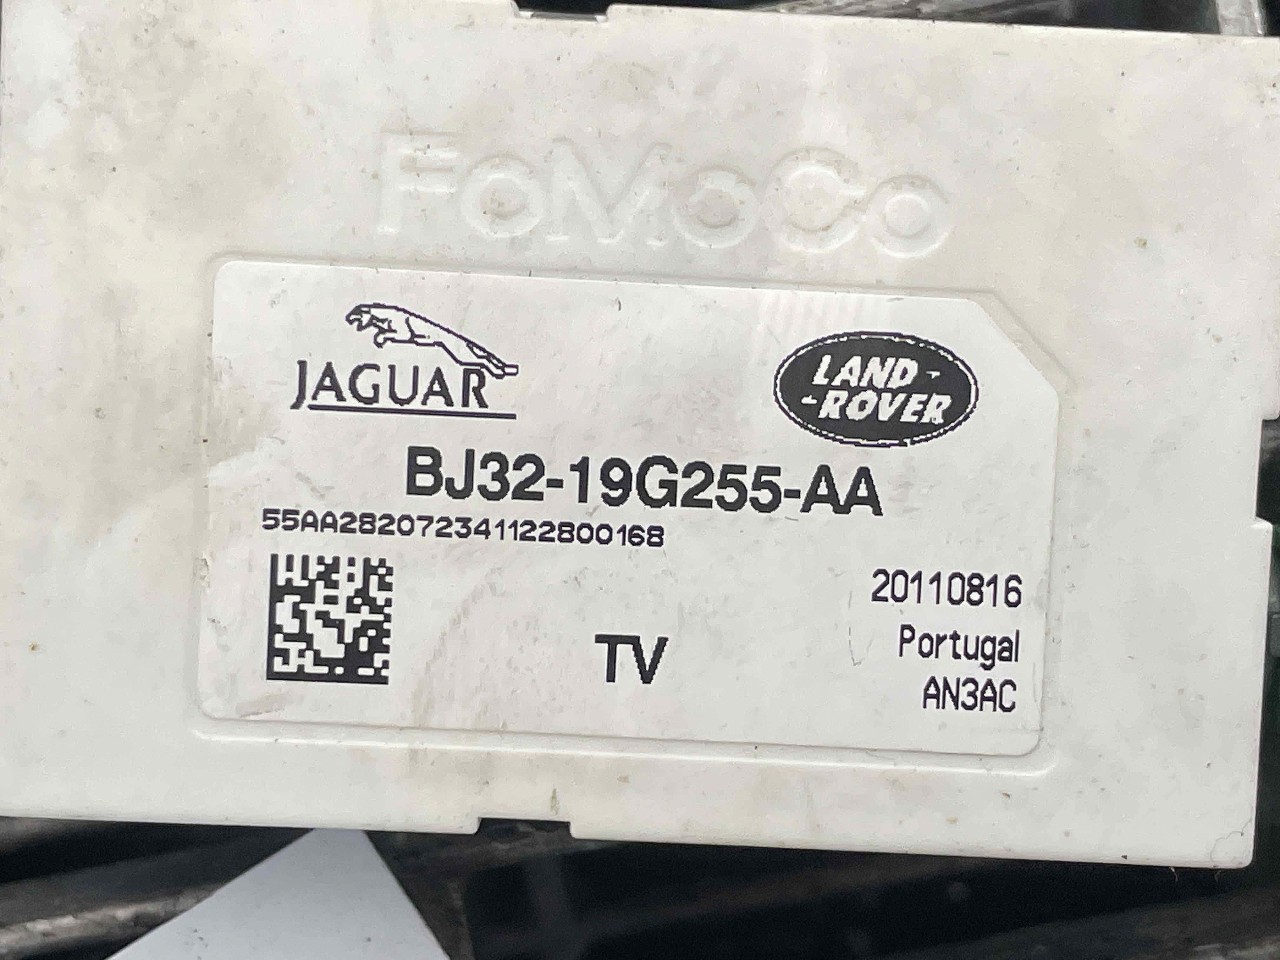 FoMoCo
JAGUAR
LAND-
-ROVER
BJ32-19G255-AA
55AA282072341122800168
20110816
Portugal
TV
AN3AC